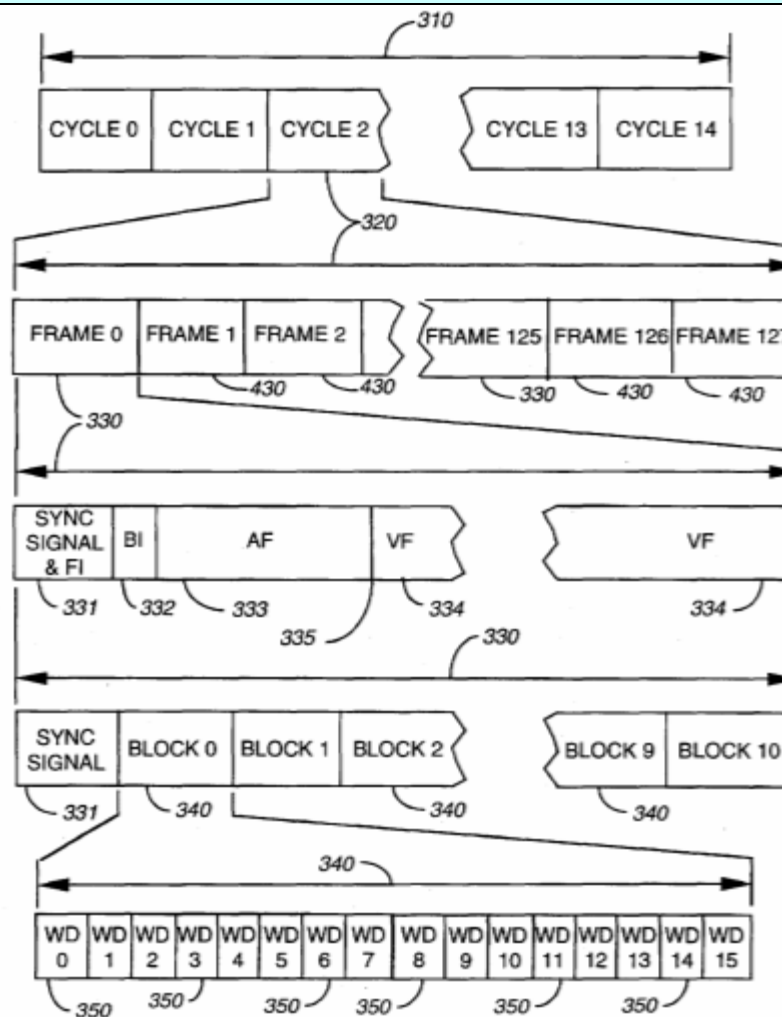 310
CYCLE 0 CYCLE 1 CYCLE 2 CYCLE 13 CYCLE 14
320
FRAME 0 FRAME 1 FRAME 2 FRAME 125 FRAME 126 FRAME 127
430 430 330 430 430
330
SYNC SIGNAL & FI BI AF VF VF
331 332 333 334 334
335
330
SYNC SIGNAL BLOCK 0 BLOCK 1 BLOCK 2 BLOCK 9 BLOCK 10
331 340 340 340
340
WD 0 WD 1 WD 2 WD 3 WD 4 WD 5 WD 6 WD 7 WD 8 WD 9 WD 10 WD 11 WD 12 WD 13 WD 14 WD 15
350 350 350 350 350 350